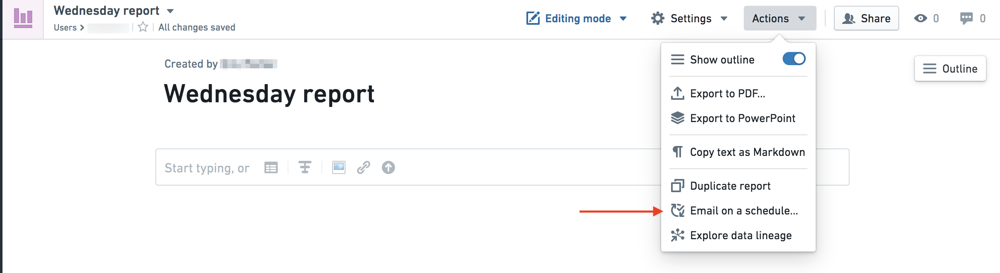 Wednesday report
Users
All changes saved
Editing mode
Settings
Actions
Share
0
0
Created by
Wednesday report
Start typing, or
Show outline
Export to PDF...
Export to PowerPoint
Copy text as Markdown
Duplicate report
Email on a schedule...
Explore data lineage
Outline